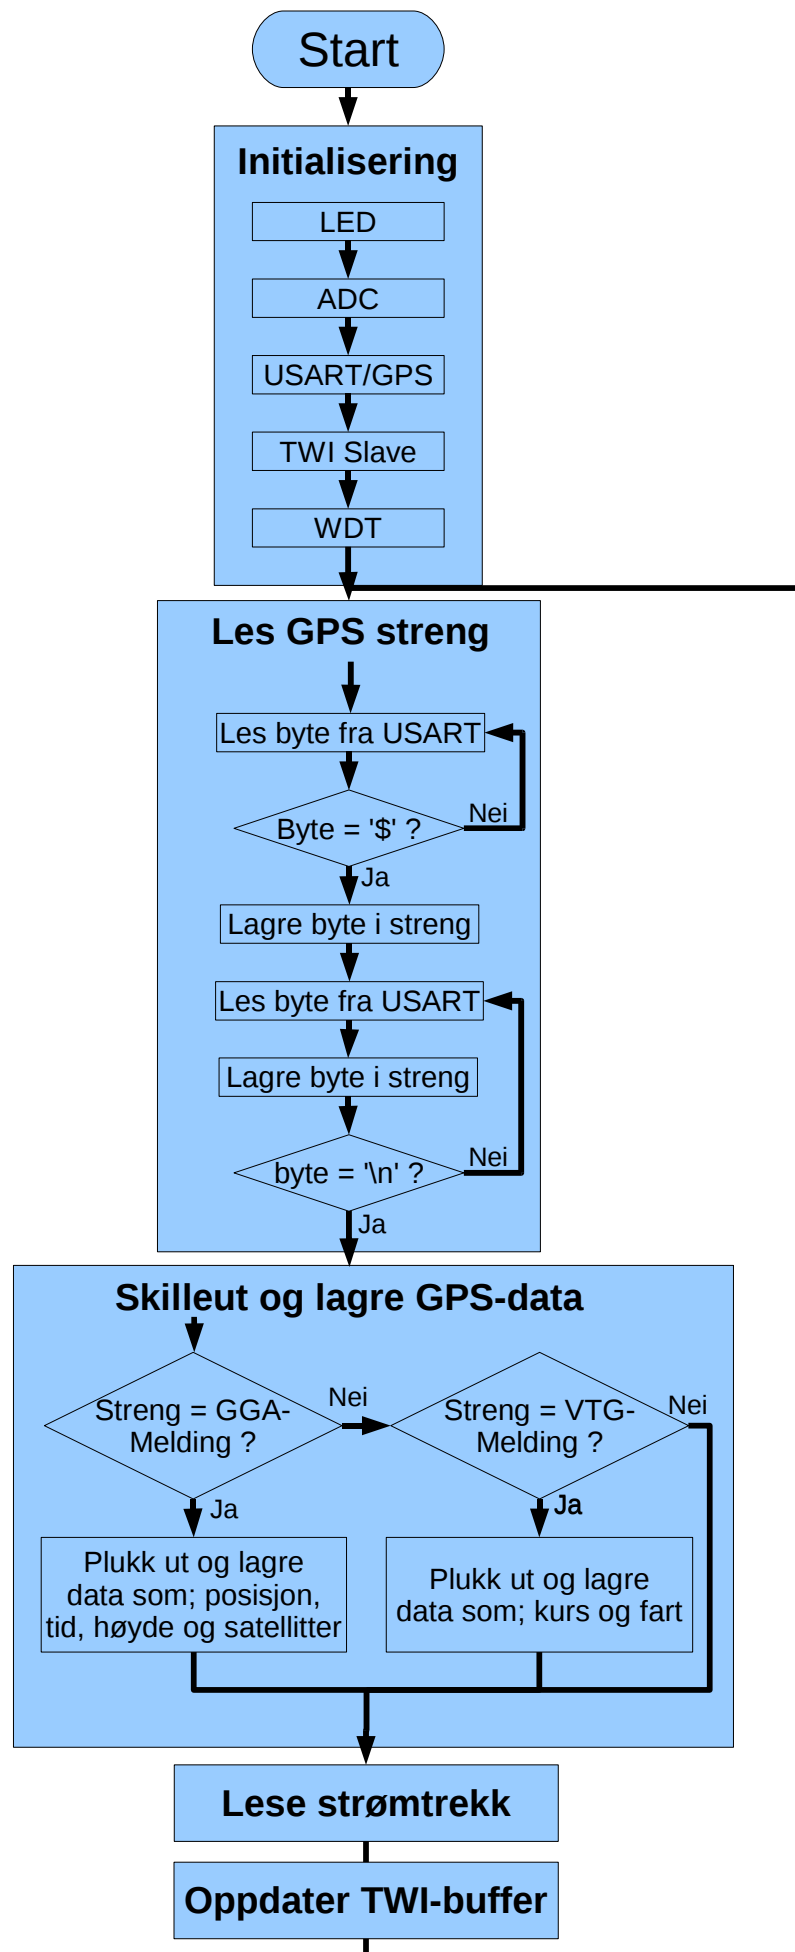 Start
Initialisering
LED
ADC
USART/GPS
TWI Slave
WDT
Les GPS streng
Les byte fra USART
Byte = '$' ?
Nei
Ja
Lagre byte i streng
Les byte fra USART
Lagre byte i streng
byte = '\n' ?
Nei
Ja
Skilleut og lagre GPS-data
Streng = GGA-
Melding ?
Nei
Streng = VTG-
Melding ?
Nei
Ja
Ja
Plukk ut og lagre
data som; posisjon,
tid, høyde og satellitter
Plukk ut og lagre
data som; kurs og fart
Lese strømtrekk
Oppdater TWI-buffer